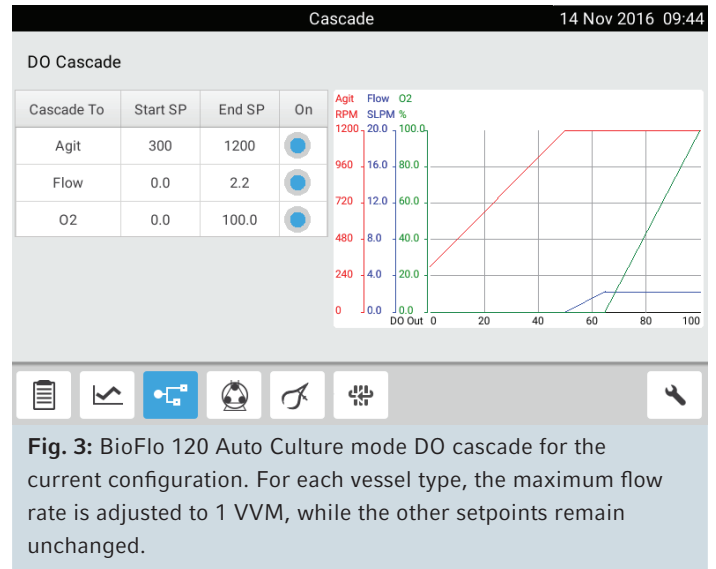 Cascade 14 Nov 2016 09:44
DO Cascade
Cascade To Start SP End SP On
Agit 300 1200
Flow 0.0 2.2
O2 0.0 100.0
Agit Flow O2
RPM SLPM %
1200 20.0 100.0
960 16.0 80.0
720 12.0 60.0
480 8.0 40.0
240 4.0 20.0
0 0.0 0.0
DO Out 0 20 40 60 80 100
Fig. 3: BioFlo 120 Auto Culture mode DO cascade for the
current configuration. For each vessel type, the maximum flow
rate is adjusted to 1 VVM, while the other setpoints remain
unchanged.